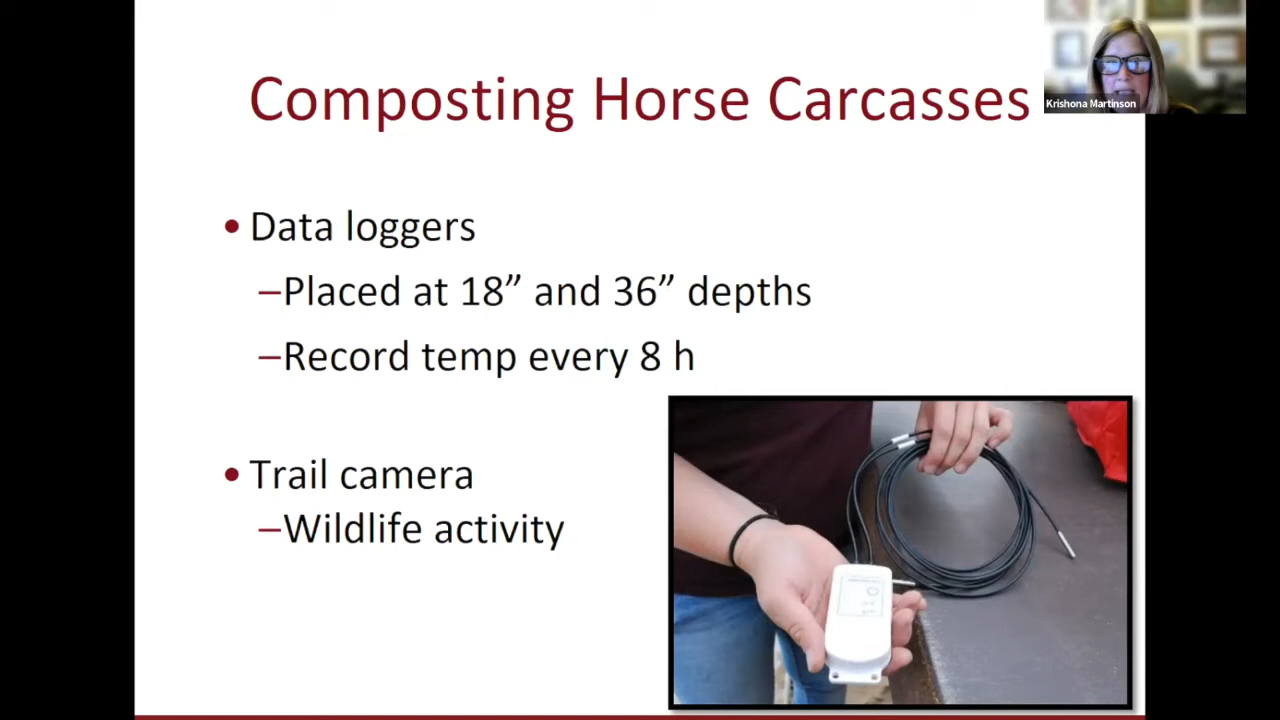 Composting Horse Carcasses
Krishona Martinson
• Data loggers
–Placed at 18” and 36” depths
–Record temp every 8 h
• Trail camera
–Wildlife activity